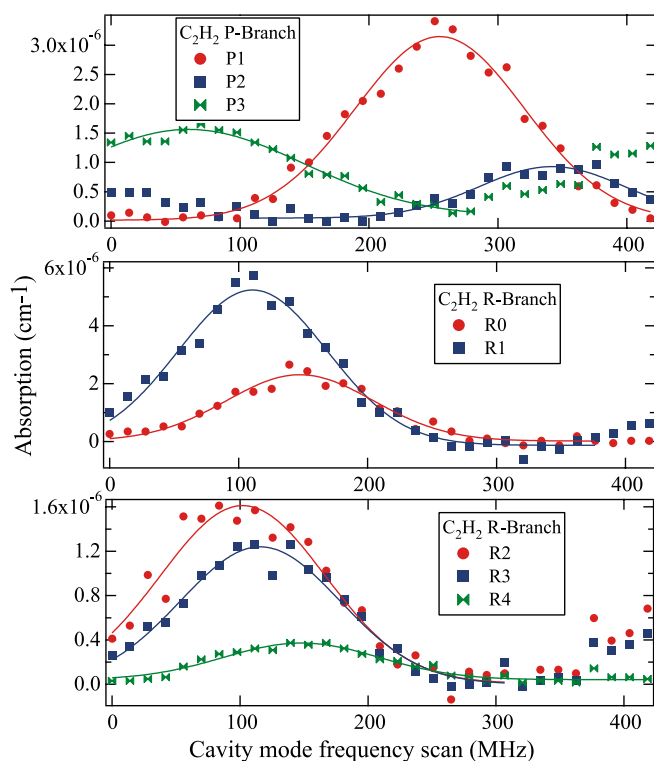 3.0x10-6
2.5
2.0
1.5
1.0
0.5
0.0
C2H2 P-Branch
P1
P2
P3
0 100 200 300 400
6x10-6
4
2
0
C2H2 R-Branch
R0
R1
0 100 200 300 400
1.6x10-6
1.2
0.8
0.4
0.0
C2H2 R-Branch
R2
R3
R4
0 100 200 300 400
Absorption (cm-1)
Cavity mode frequency scan (MHz)